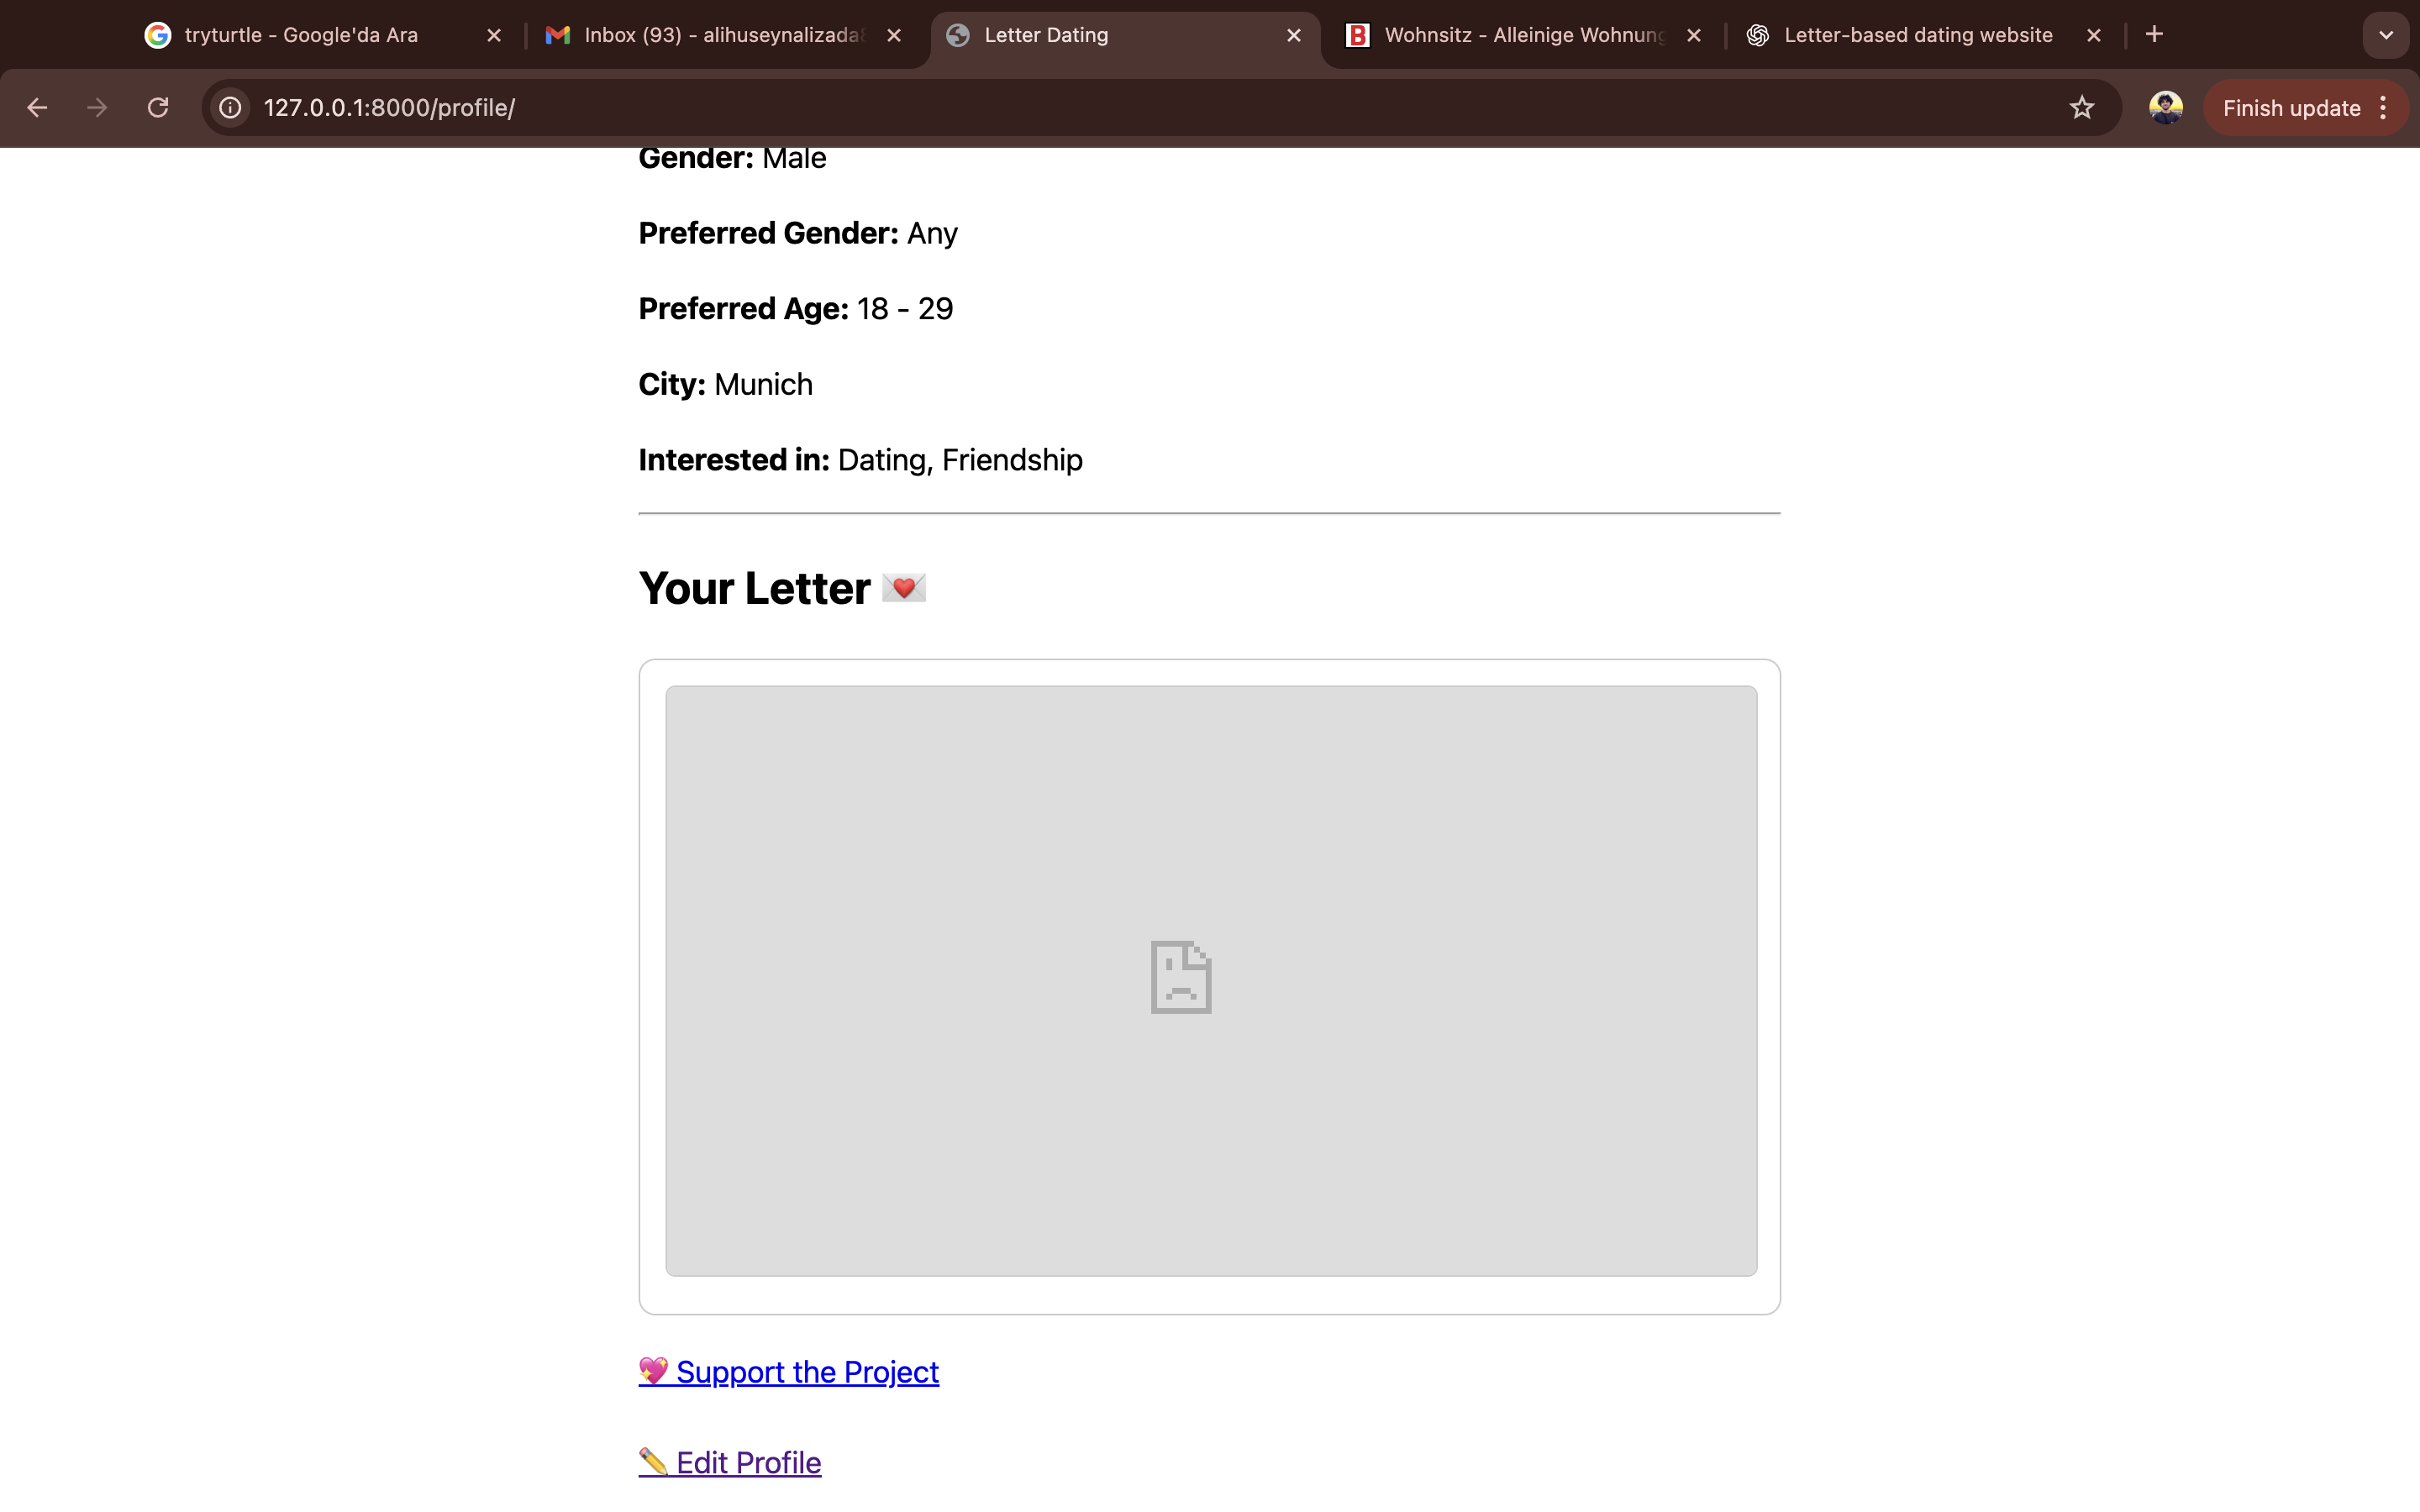 tryturtle - Google'da Ara
Inbox (93) - alihuseynalizada
Letter Dating
Wohnsitz - Alleinige Wohnung
Letter-based dating website
127.0.0.1:8000/profile/
Finish update
Gender: Male
Preferred Gender: Any
Preferred Age: 18 - 29
City: Munich
Interested in: Dating, Friendship
Your Letter 💌
💖 Support the Project
✏️ Edit Profile